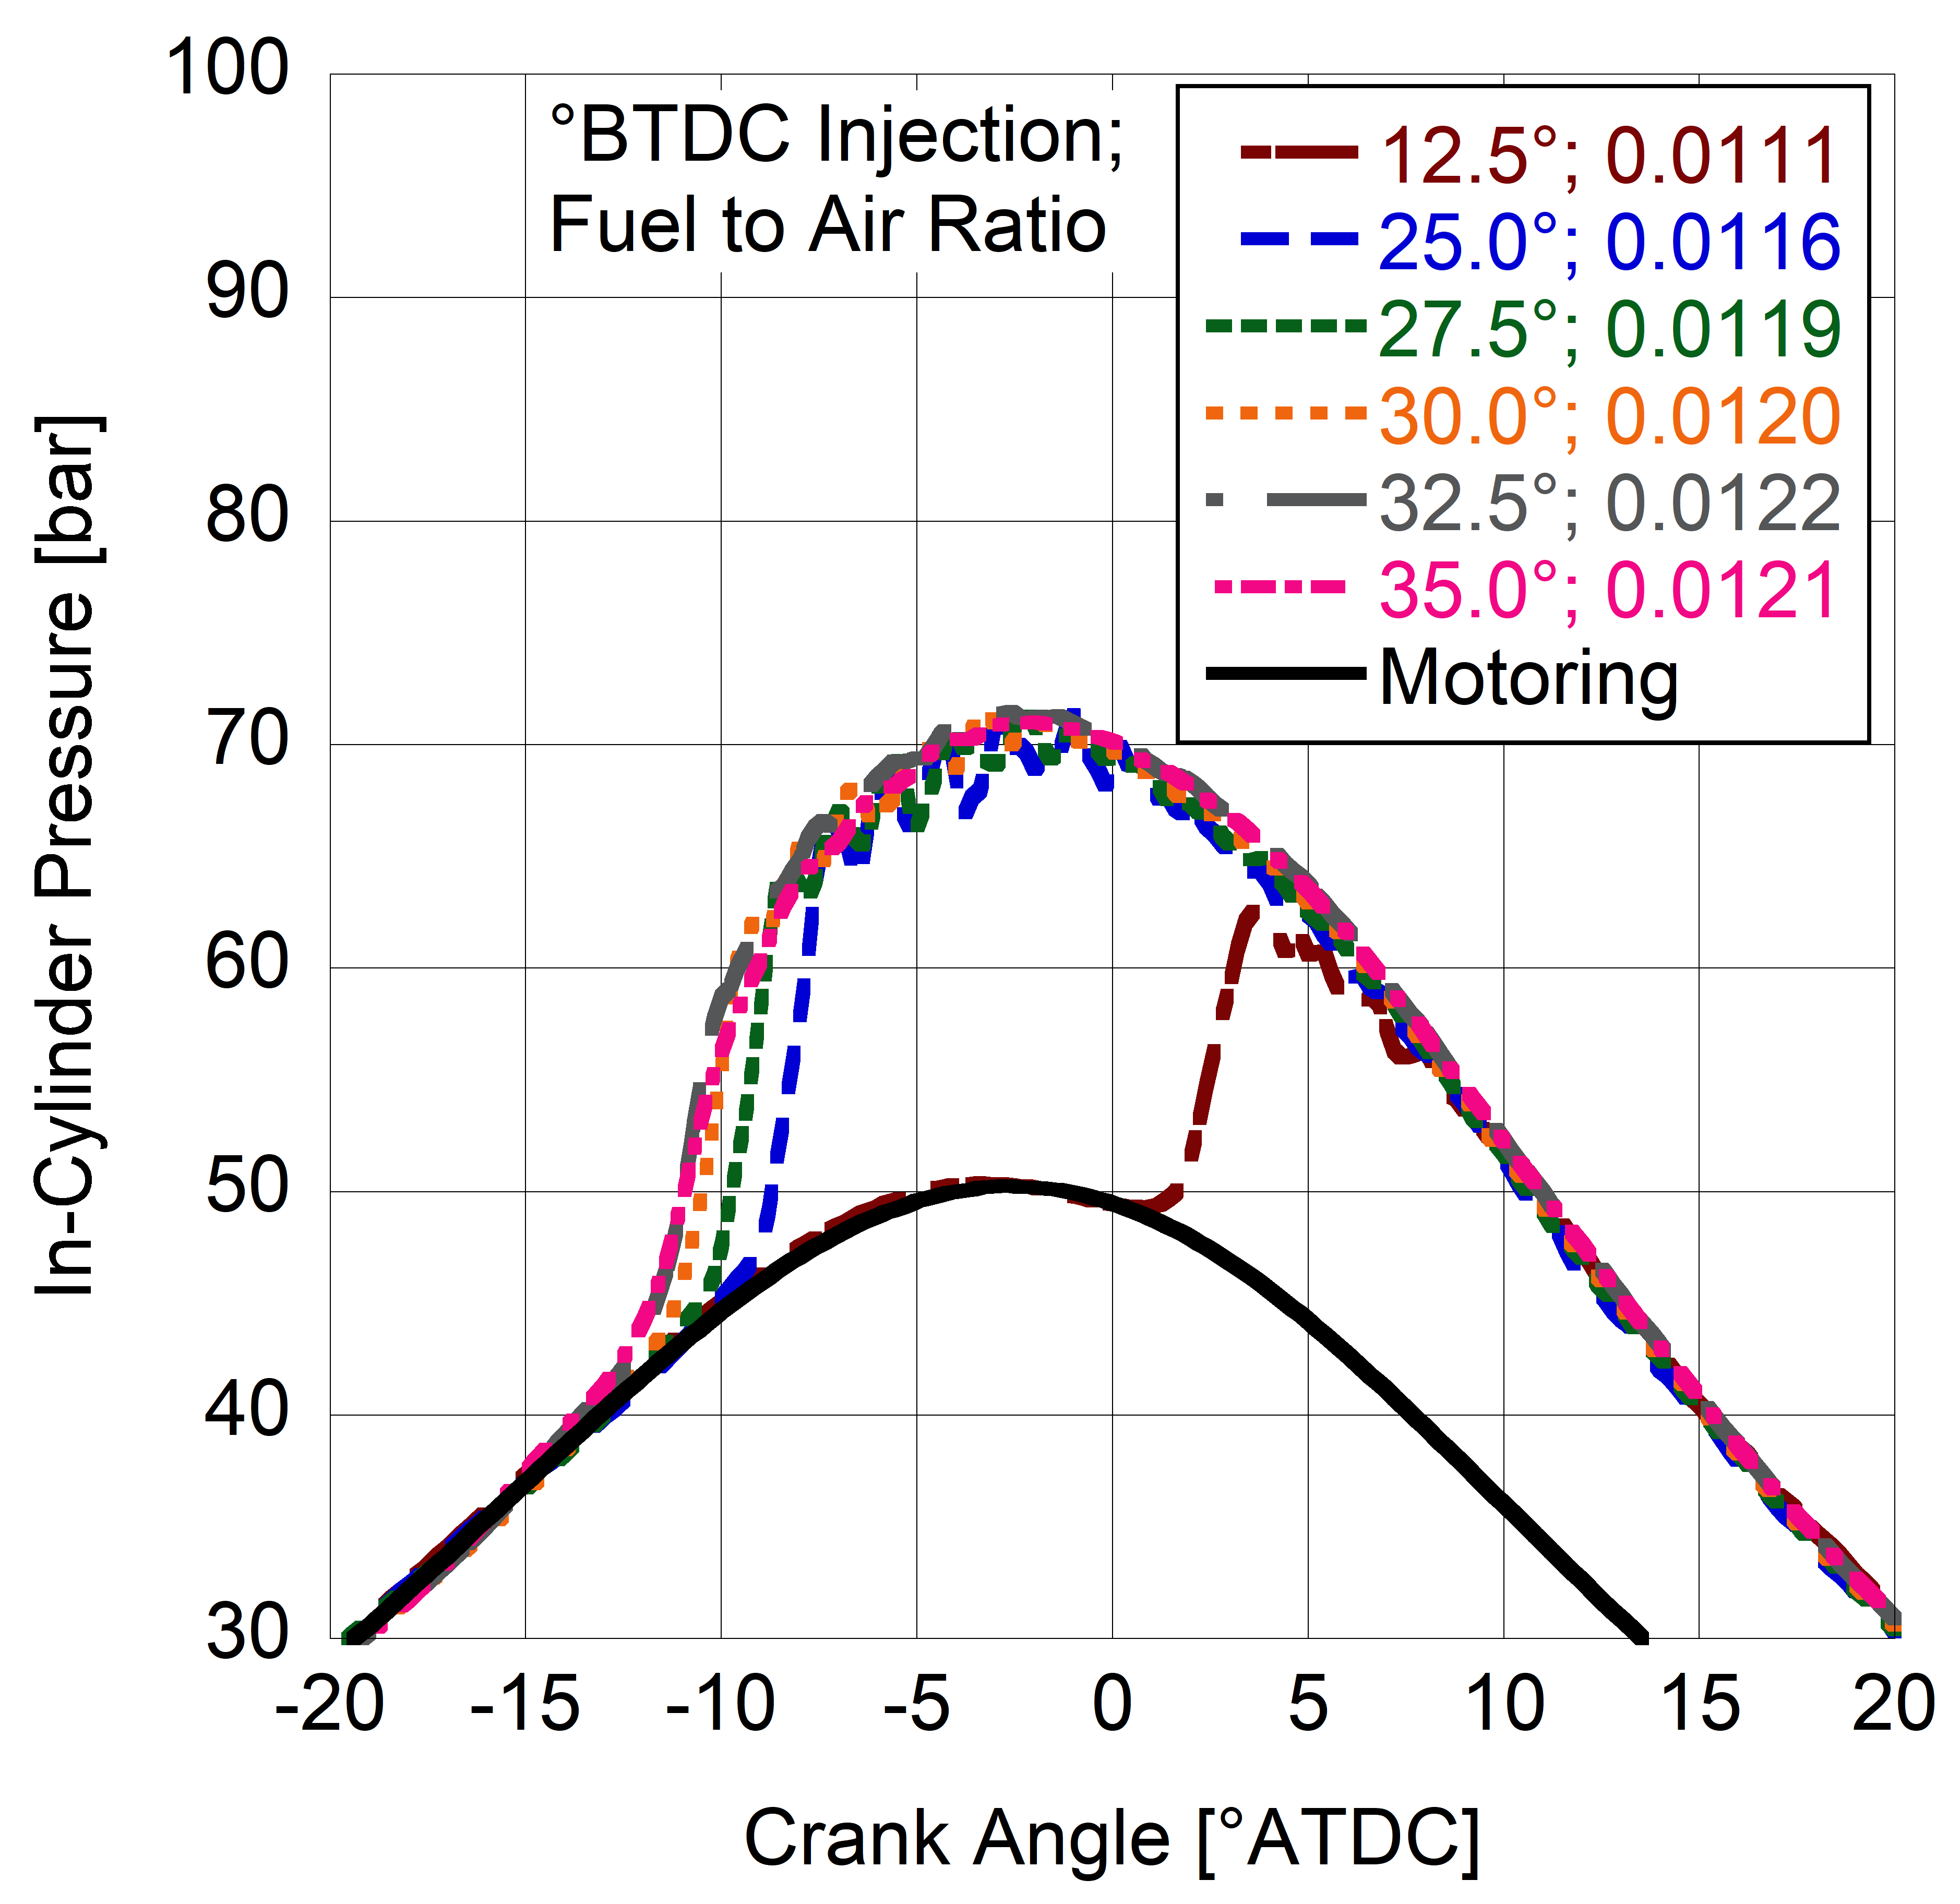 100
90
80
70
60
50
40
30
In-Cylinder Pressure [bar]
°BTDC Injection;
Fuel to Air Ratio
12.5°; 0.0111
25.0°; 0.0116
27.5°; 0.0119
30.0°; 0.0120
32.5°; 0.0122
35.0°; 0.0121
Motoring
-20 -15 -10 -5 0 5 10 15 20
Crank Angle [°ATDC]